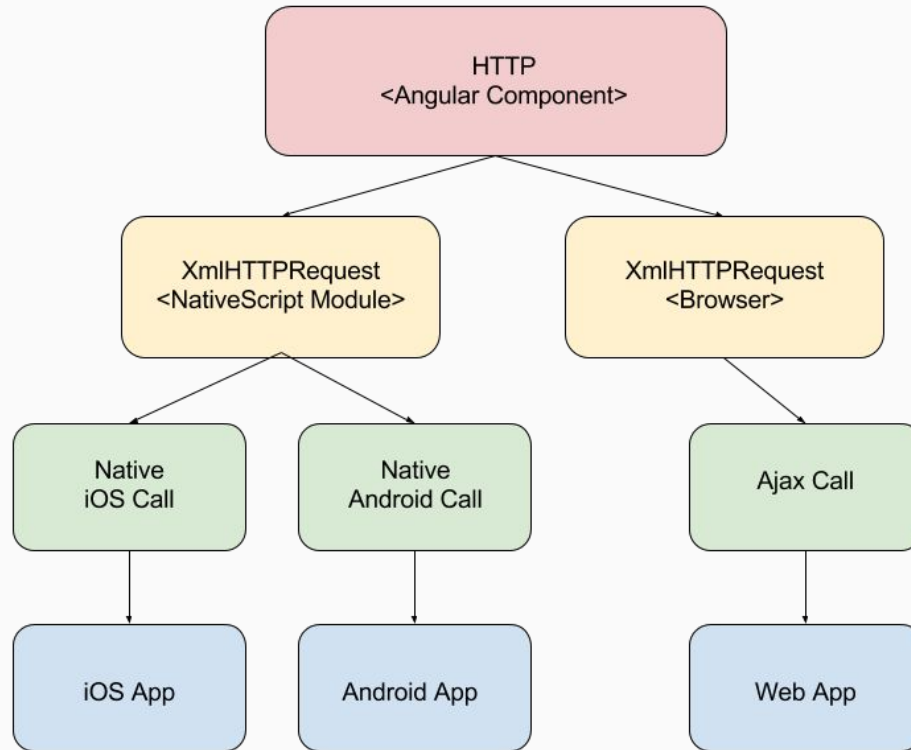 HTTP
<Angular Component>
XmlHTTPRequest
<NativeScript Module>
XmlHTTPRequest
<Browser>
Native
iOS Call
Native
Android Call
Ajax Call
iOS App
Android App
Web App